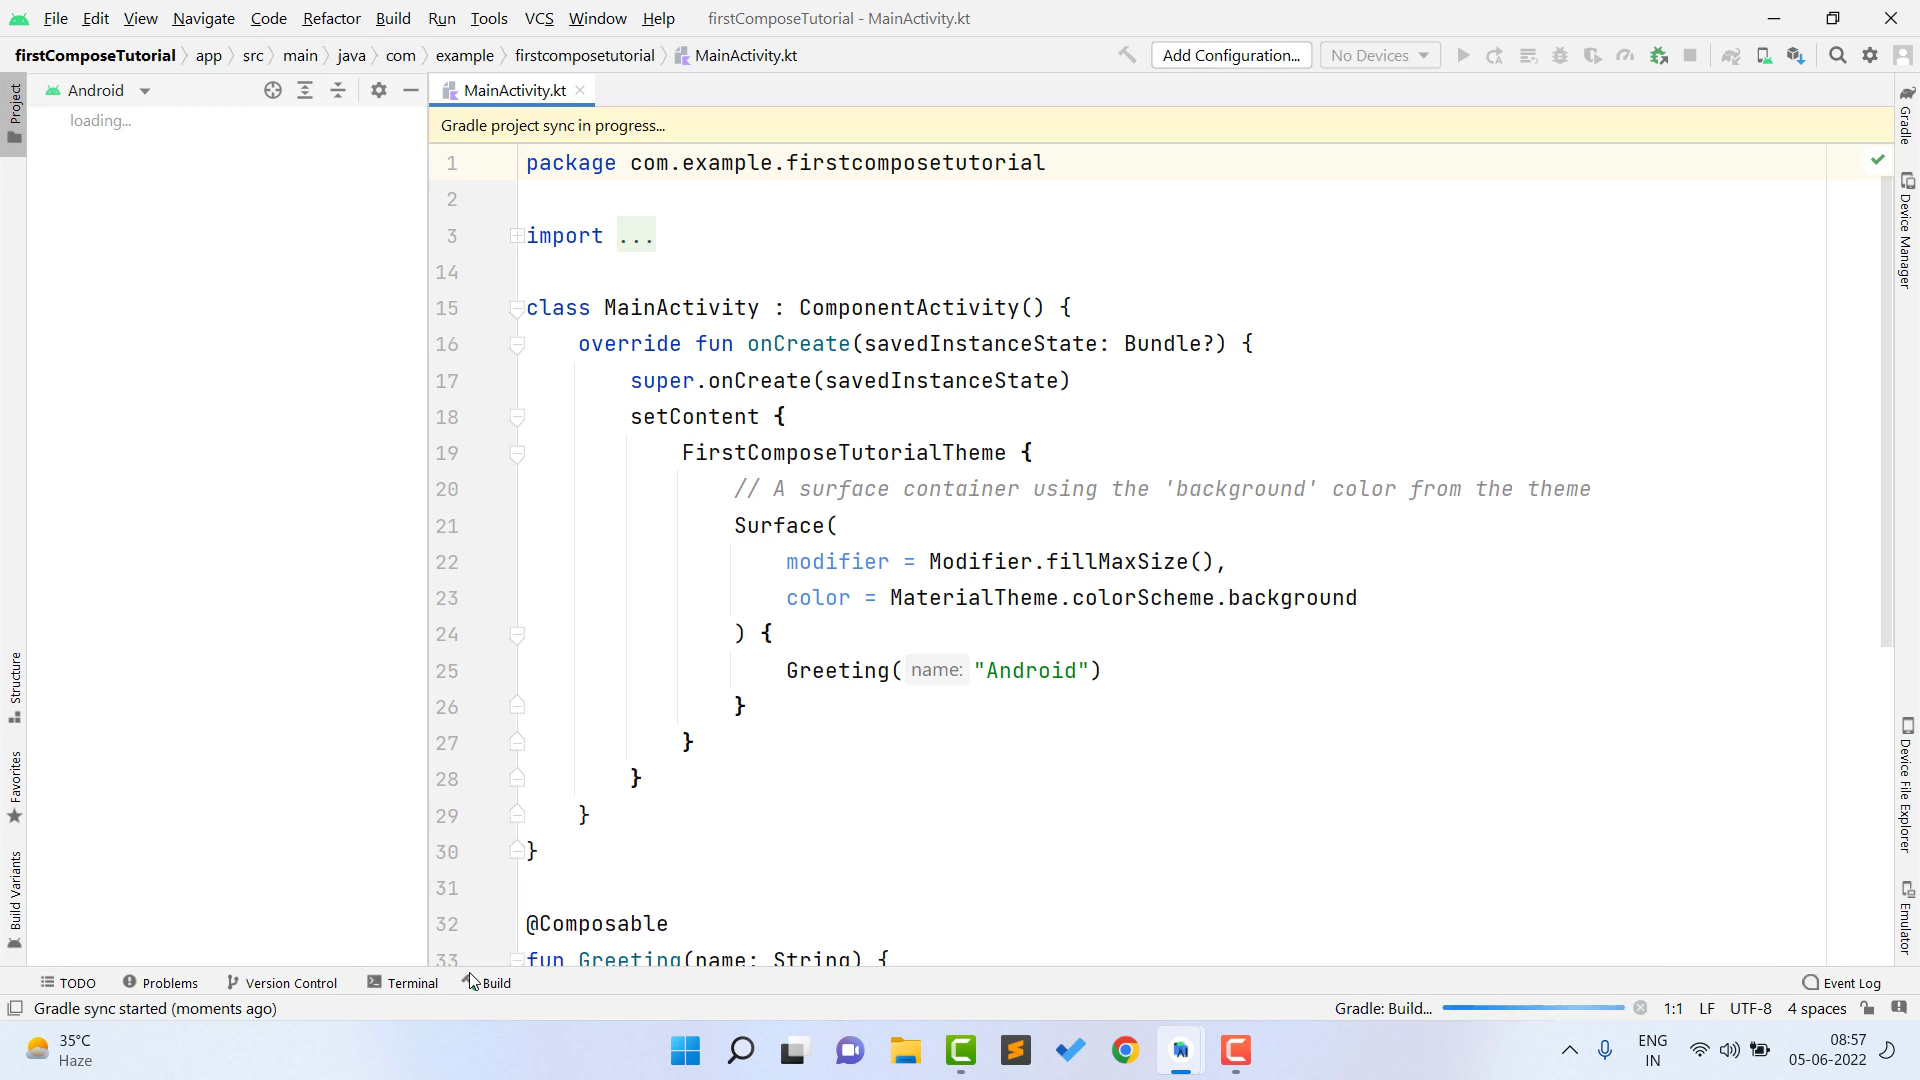 File Edit View Navigate Code Refactor Build Run Tools VCS Window Help firstComposeTutorial - MainActivity.kt
firstComposeTutorial app src main java com example firstcomposetutorial MainActivity.kt Add Configuration... No Devices
Project
Android
MainActivity.kt
loading...
Gradle project sync in progress...
1 package com.example.firstcomposetutorial
2
3 import ...
14
15 class MainActivity : ComponentActivity() {
16 override fun onCreate(savedInstanceState: Bundle?) {
17 super.onCreate(savedInstanceState)
18 setContent {
19 FirstComposeTutorialTheme {
20 // A surface container using the 'background' color from the theme
21 Surface(
22 modifier = Modifier.fillMaxSize(),
23 color = MaterialTheme.colorScheme.background
24 ) {
25 Greeting( name: "Android")
26 }
27 }
28 }
29 }
30 }
31
32 @Composable
33 fun Greeting(name: String) {
Structure
Favorites
Build Variants
Gradle
Device Manager
Device File Explorer
Emulator
TODO Problems Version Control Terminal Build Event Log
Gradle sync started (moments ago) Gradle: Build... 1:1 LF UTF-8 4 spaces
35°C
Haze
ENG
IN
08:57
05-06-2022